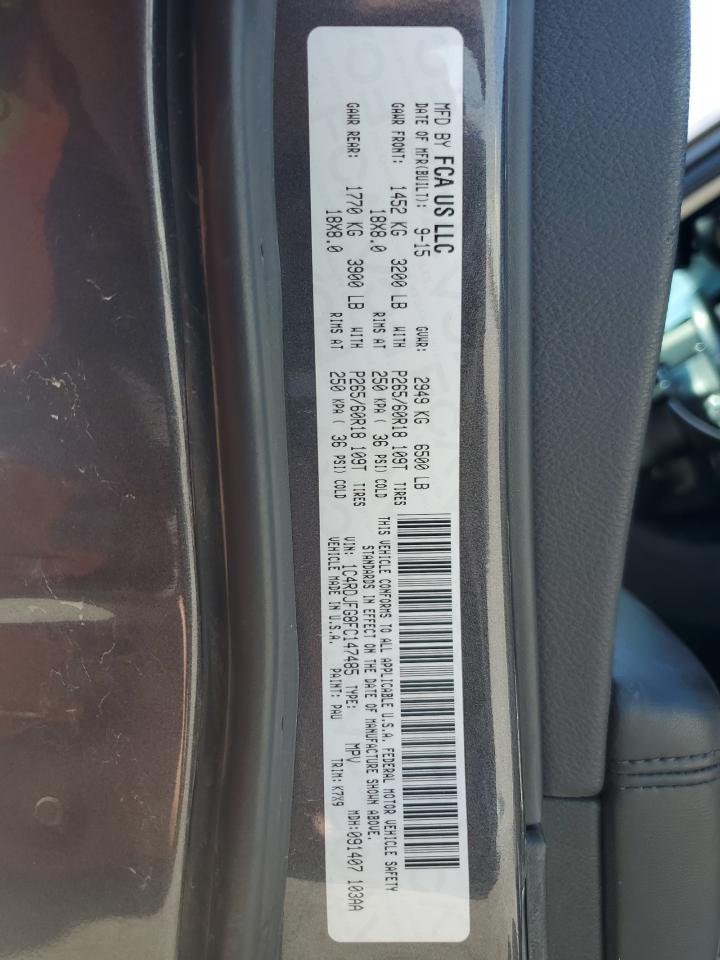 MFD BY FCA US LLC
DATE OF MFR(BUILT): 9-15 GVWR: 2949 KG 6500 LB
GAWR FRONT: 1452 KG 3200 LB WITH P265/60R18 109T TIRES
18X8.0 RIMS AT 250 KPA ( 36 PSI) COLD
GAWR REAR: 1770 KG 3900 LB WITH P265/60R18 109T TIRES
18X8.0 RIMS AT 250 KPA ( 36 PSI) COLD
THIS VEHICLE CONFORMS TO ALL APPLICABLE U.S.A. FEDERAL MOTOR VEHICLE SAFETY
STANDARDS IN EFFECT ON THE DATE OF MANUFACTURE SHOWN ABOVE.
VIN: 1C4RDJFG8FC147485 TYPE: MPV MDH:091407 103AA
VEHICLE MADE IN U.S.A. PAINT: PAU TRIM: K7X9